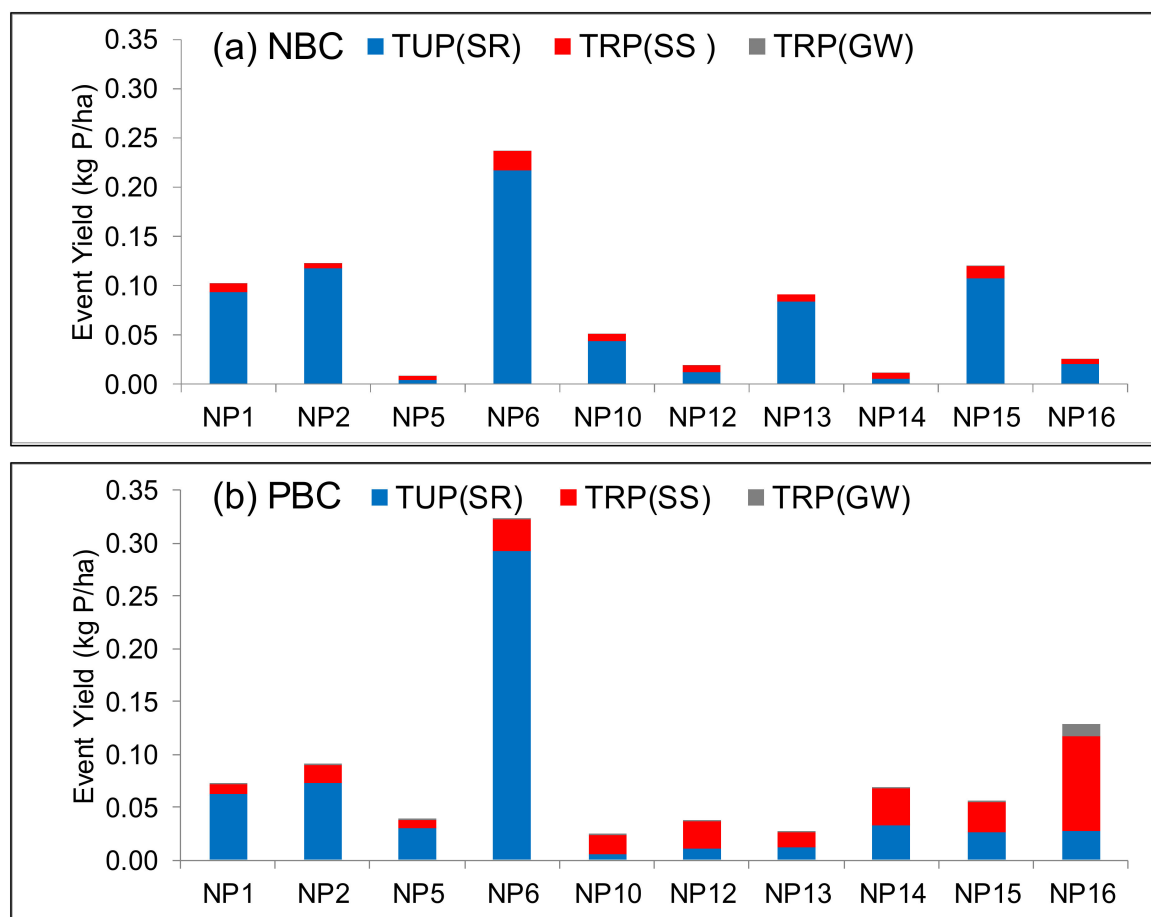 (a) NBC TUP(SR) TRP(SS ) TRP(GW)
Event Yield (kg P/ha)
0.35
0.30
0.25
0.20
0.15
0.10
0.05
0.00
NP1 NP2 NP5 NP6 NP10 NP12 NP13 NP14 NP15 NP16
(b) PBC TUP(SR) TRP(SS) TRP(GW)
Event Yield (kg P/ha)
0.35
0.30
0.25
0.20
0.15
0.10
0.05
0.00
NP1 NP2 NP5 NP6 NP10 NP12 NP13 NP14 NP15 NP16